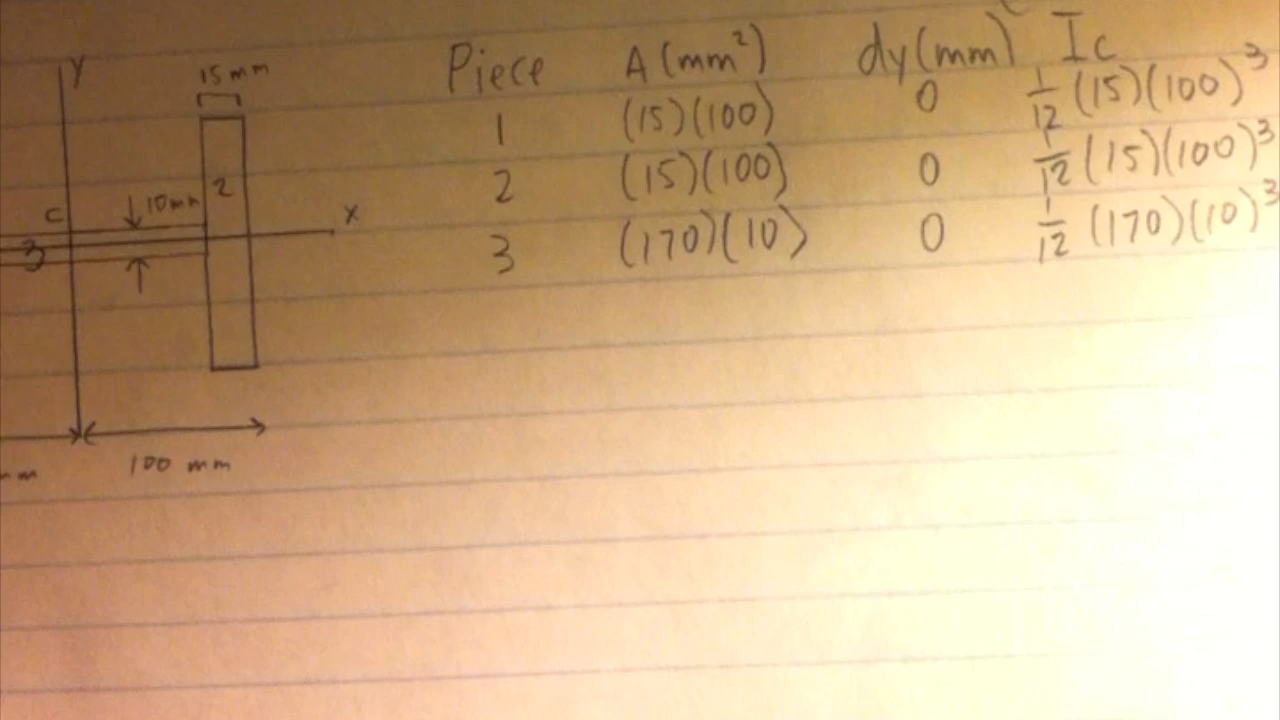 y
15 mm
2
10mm
C
x
3
100 mm
mm
Piece A (mm²) dy(mm) Ic
1 (15)(100) 0 1/12 (15)(100)³
2 (15)(100) 0 1/12 (15)(100)³
3 (170)(10) 0 1/12 (170)(10)³